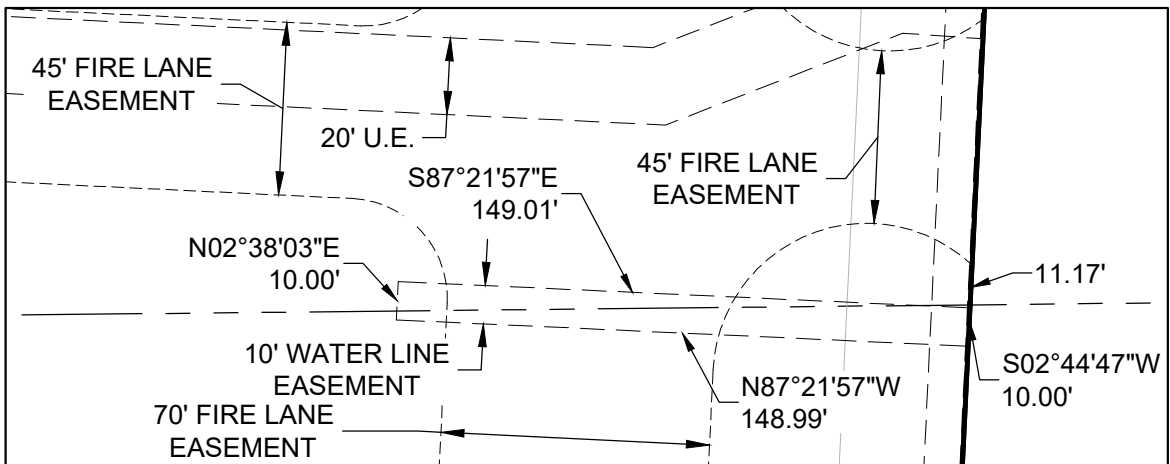 45' FIRE LANE
EASEMENT
20' U.E.
45' FIRE LANE
EASEMENT
S87°21'57"E
149.01'
N02°38'03"E
10.00'
11.17'
10' WATER LINE
EASEMENT
N87°21'57"W
148.99'
S02°44'47"W
10.00'
70' FIRE LANE
EASEMENT